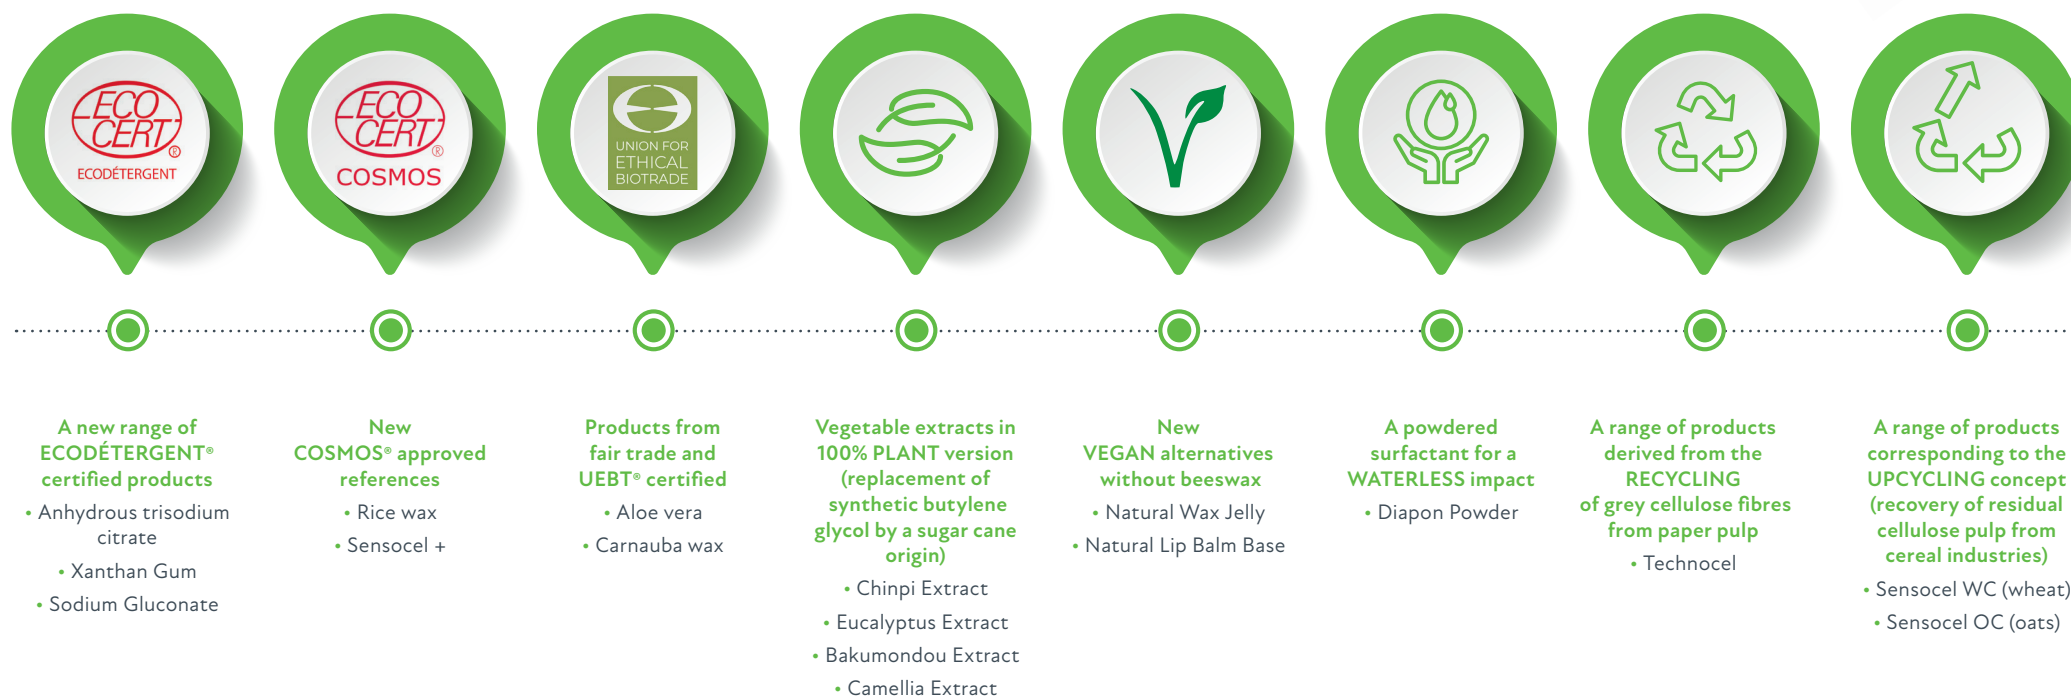 ECO
CERT
®
ECODÉTERGENT
ECO
CERT
®
COSMOS
UNION FOR
ETHICAL
BIOTRADE
A new range of
ECODÉTERGENT®
certified products
• Anhydrous trisodium
citrate
• Xanthan Gum
• Sodium Gluconate
New
COSMOS® approved
references
• Rice wax
• Sensocel +
Products from
fair trade and
UEBT® certified
• Aloe vera
• Carnauba wax
Vegetable extracts in
100% PLANT version
(replacement of
synthetic butylene
glycol by a sugar cane
origin)
• Chinpi Extract
• Eucalyptus Extract
• Bakumondou Extract
• Camellia Extract
New
VEGAN alternatives
without beeswax
• Natural Wax Jelly
• Natural Lip Balm Base
A powdered
surfactant for a
WATERLESS impact
• Diapon Powder
A range of products
derived from the
RECYCLING
of grey cellulose fibres
from paper pulp
• Technocel
A range of products
corresponding to the
UPCYCLING concept
(recovery of residual
cellulose pulp from
cereal industries)
• Sensocel WC (wheat)
• Sensocel OC (oats)